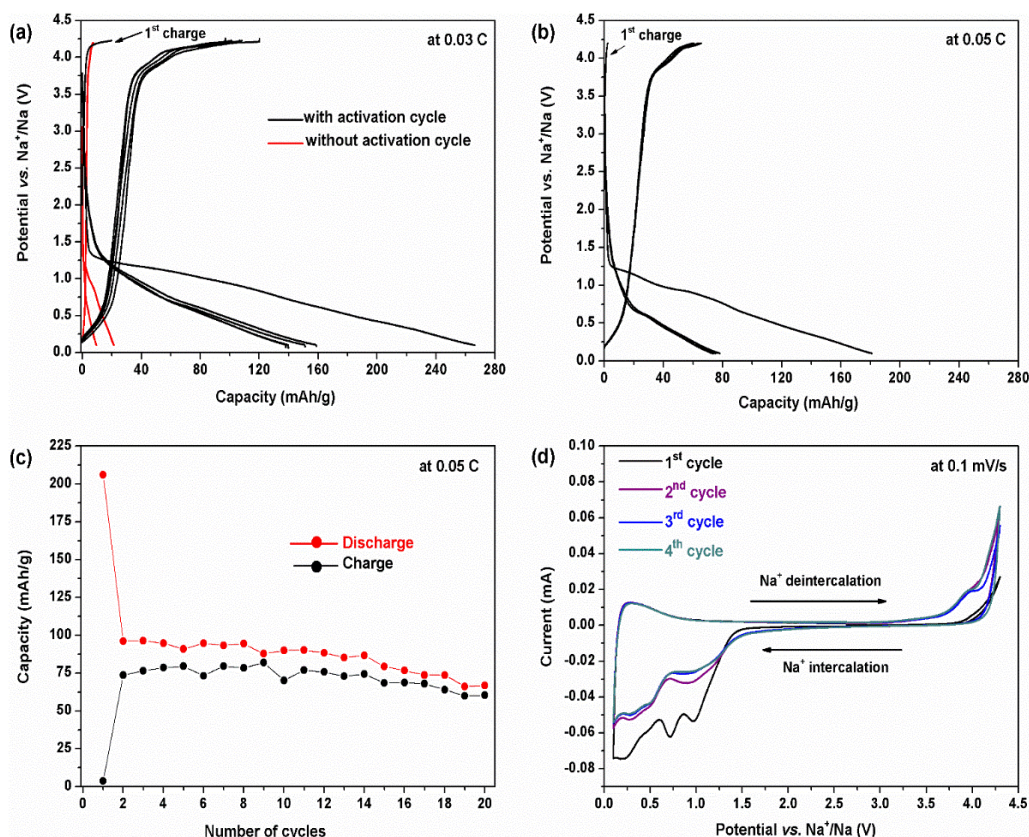 (a)
at 0.03 C
1st charge
with activation cycle
without activation cycle
Potential vs. Na+/Na (V)
4.5
4.0
3.5
3.0
2.5
2.0
1.5
1.0
0.5
0.0
0 40 80 120 160 200 240 280
Capacity (mAh/g)
(b)
at 0.05 C
1st charge
Potential vs. Na+/Na (V)
4.5
4.0
3.5
3.0
2.5
2.0
1.5
1.0
0.5
0.0
0 40 80 120 160 200 240 280
Capacity (mAh/g)
(c)
at 0.05 C
Discharge
Charge
Capacity (mAh/g)
225
200
175
150
125
100
75
50
25
0
0 2 4 6 8 10 12 14 16 18 20
Number of cycles
(d)
at 0.1 mV/s
1st cycle
2nd cycle
3rd cycle
4th cycle
Na+ deintercalation
Na+ intercalation
Current (mA)
0.10
0.08
0.06
0.04
0.02
0.00
-0.02
-0.04
-0.06
-0.08
0.0 0.5 1.0 1.5 2.0 2.5 3.0 3.5 4.0 4.5
Potential vs. Na+/Na (V)